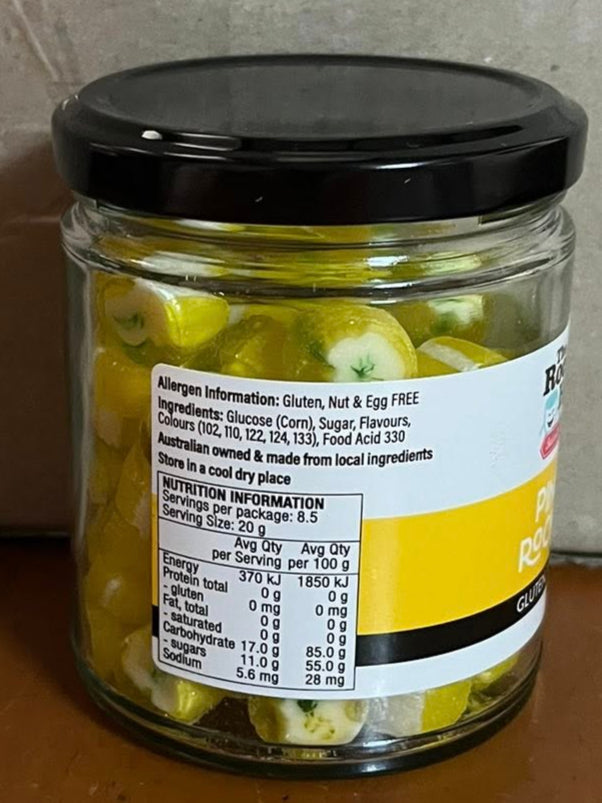 Allergen Information: Gluten, Nut & Egg FREE
Ingredients: Glucose (Corn), Sugar, Flavours,
Colours (102, 110, 122, 124, 133), Food Acid 330
Australian owned & made from local ingredients
Store in a cool dry place
NUTRITION INFORMATION
Servings per package: 8.5
Serving Size: 20 g
Avg Qty Avg Qty
per Serving per 100 g
Energy 370 kJ 1850 kJ
Protein total 0 g 0 g
- gluten 0 mg 0 mg
Fat, total 0 g 0 g
- saturated 0 g 0 g
Carbohydrate 17.0 g 85.0 g
- sugars 11.0 g 55.0 g
Sodium 5.6 mg 28 mg